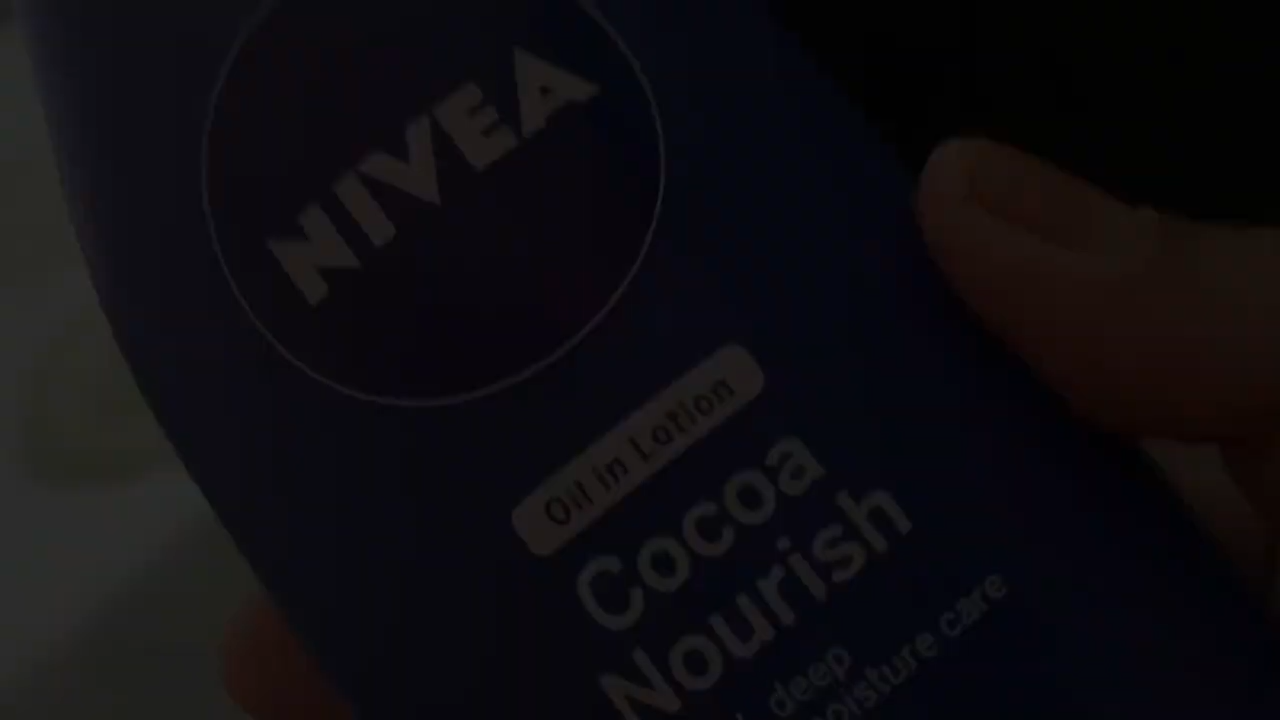 NIVEA
Oil in Lotion
Cocoa
Nourish
deep
moisture care